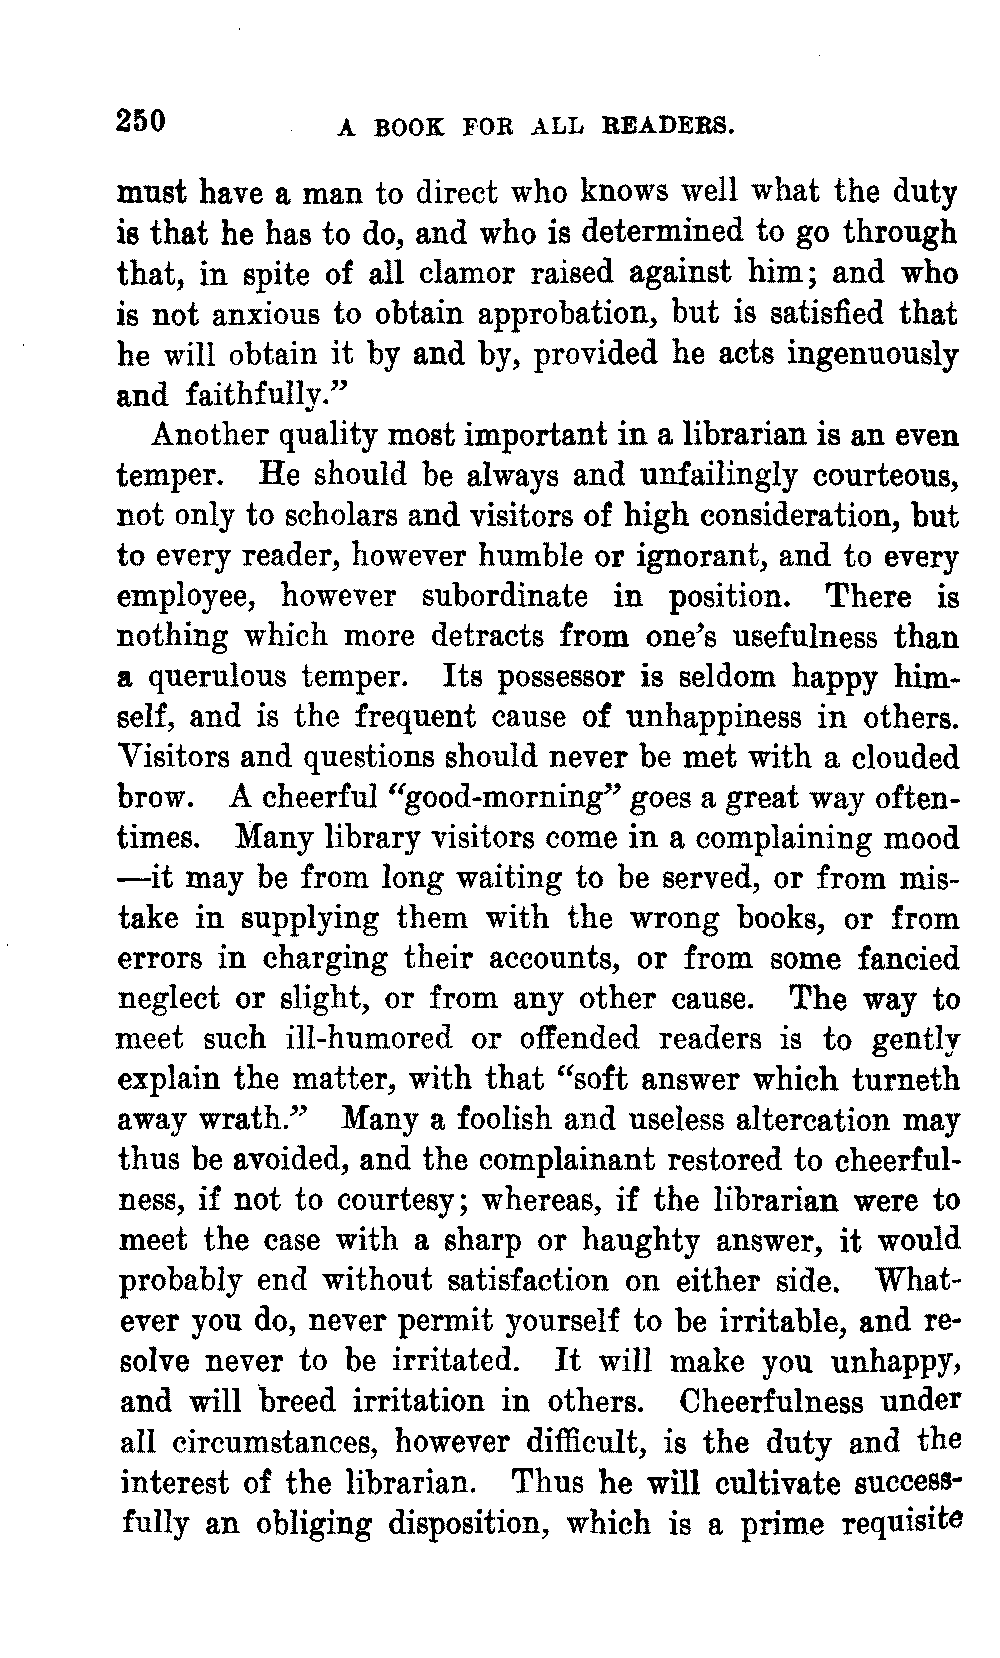 250 A BOOK FOR ALL READERS.
must have a man to direct who knows well what the duty
is that he has to do, and who is determined to go through
that, in spite of all clamor raised against him; and who
is not anxious to obtain approbation, but is satisfied that
he will obtain it by and by, provided he acts ingenuously
and faithfully.”
Another quality most important in a librarian is an even
temper. He should be always and unfailingly courteous,
not only to scholars and visitors of high consideration, but
to every reader, however humble or ignorant, and to every
employee, however subordinate in position. There is
nothing which more detracts from one’s usefulness than
a querulous temper. Its possessor is seldom happy him-
self, and is the frequent cause of unhappiness in others.
Visitors and questions should never be met with a clouded
brow. A cheerful “good-morning” goes a great way often-
times. Many library visitors come in a complaining mood
—it may be from long waiting to be served, or from mis-
take in supplying them with the wrong books, or from
errors in charging their accounts, or from some fancied
neglect or slight, or from any other cause. The way to
meet such ill-humored or offended readers is to gently
explain the matter, with that “soft answer which turneth
away wrath.” Many a foolish and useless altercation may
thus be avoided, and the complainant restored to cheerful-
ness, if not to courtesy; whereas, if the librarian were to
meet the case with a sharp or haughty answer, it would
probably end without satisfaction on either side. What-
ever you do, never permit yourself to be irritable, and re-
solve never to be irritated. It will make you unhappy,
and will breed irritation in others. Cheerfulness under
all circumstances, however difficult, is the duty and the
interest of the librarian. Thus he will cultivate success-
fully an obliging disposition, which is a prime requisite